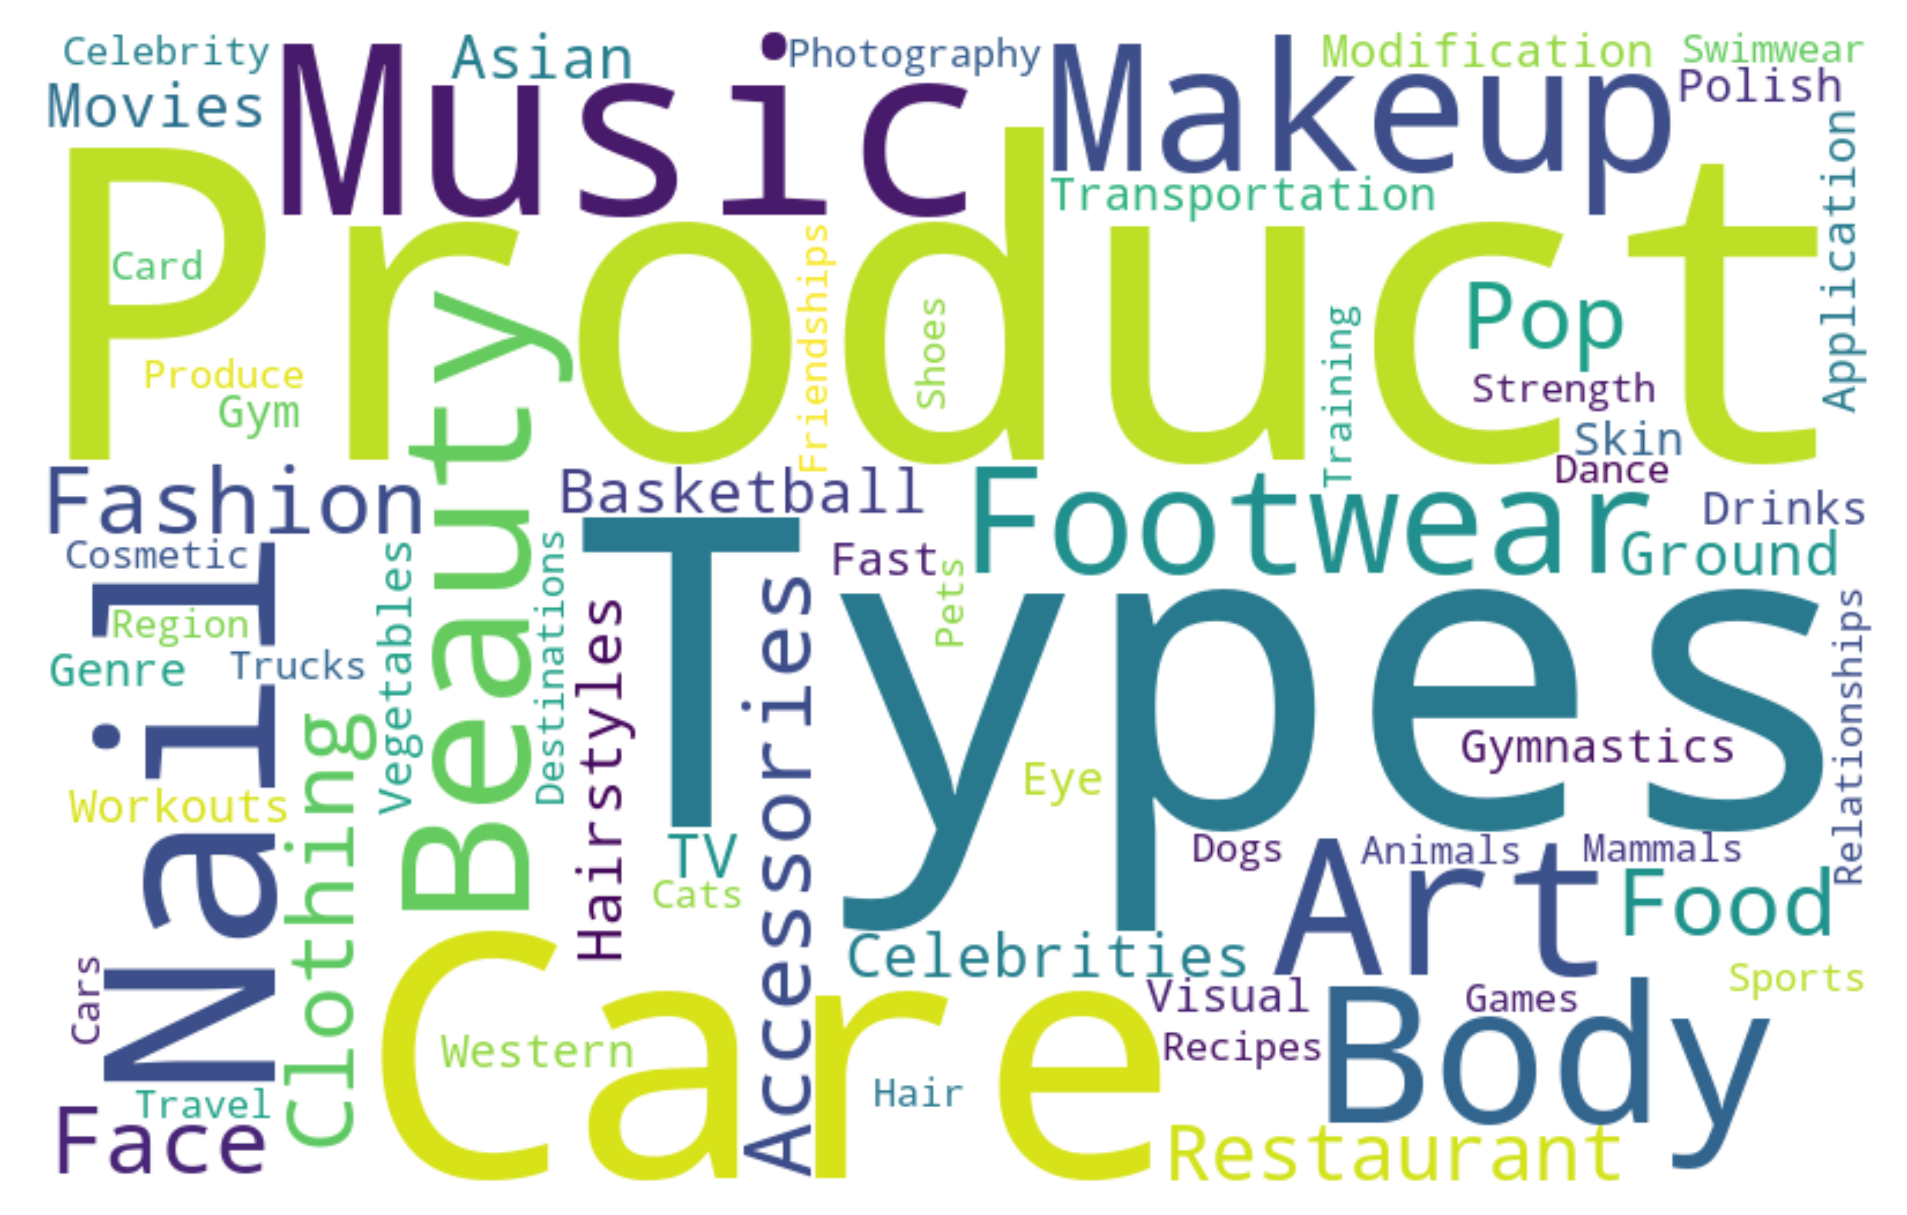 Celebrity
Asian
Photography
Modification
Swimwear
Movies
Music
Makeup
Polish
Transportation
Application
Product
Card
Friendships
Shoes
Training
Pop
Produce
Strength
Gym
Skin
Dance
Fashion
Beauty
Basketball
Footwear
Drinks
Cosmetic
Fast
Ground
Nail
Region
Vegetables
Destinations
Hairstyles
Accessories
Pets
Types
Relationships
Genre
Trucks
Gymnastics
Workouts
Clothing
Eye
TV
Dogs
Animals
Mammals
Cats
Art
Food
Celebrities
Cars
Care
Visual
Games
Sports
Western
Recipes
Body
Travel
Hair
Face
Restaurant